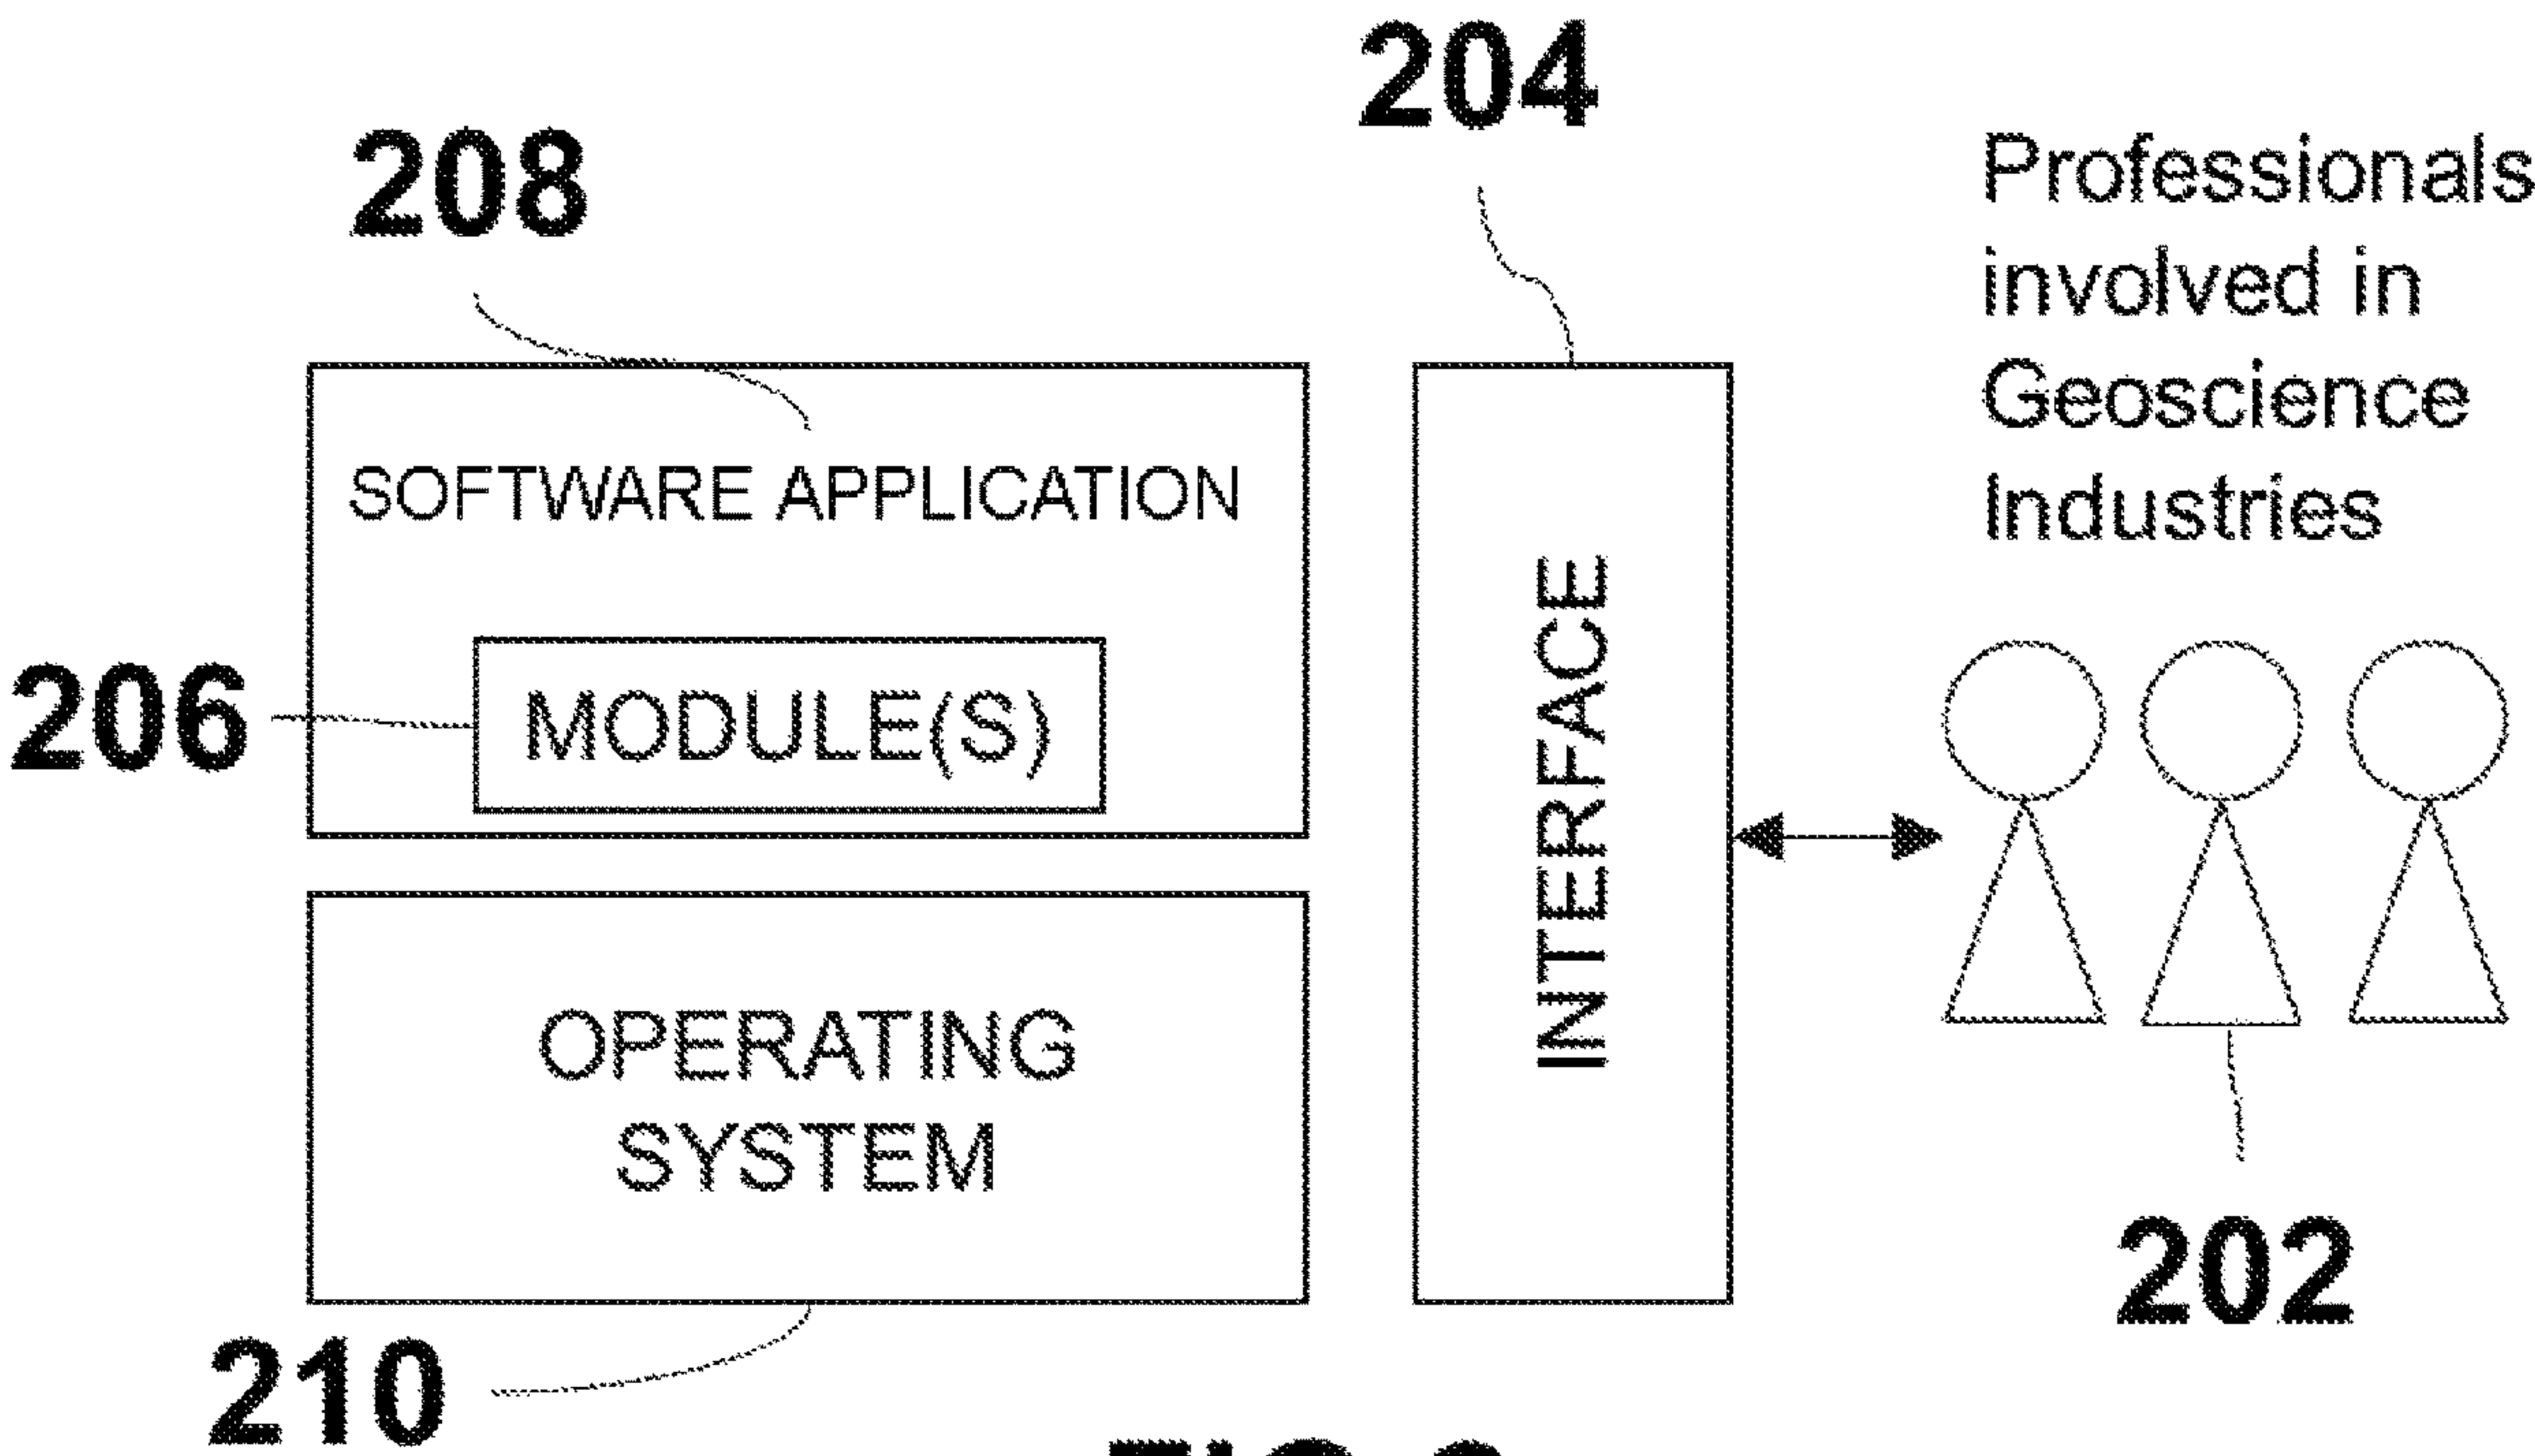 204
208
Professionals
involved in
Geoscience
Industries
SOFTWARE APPLICATION
206
MODULE(S)
INTERFACE
OPERATING
SYSTEM
202
210